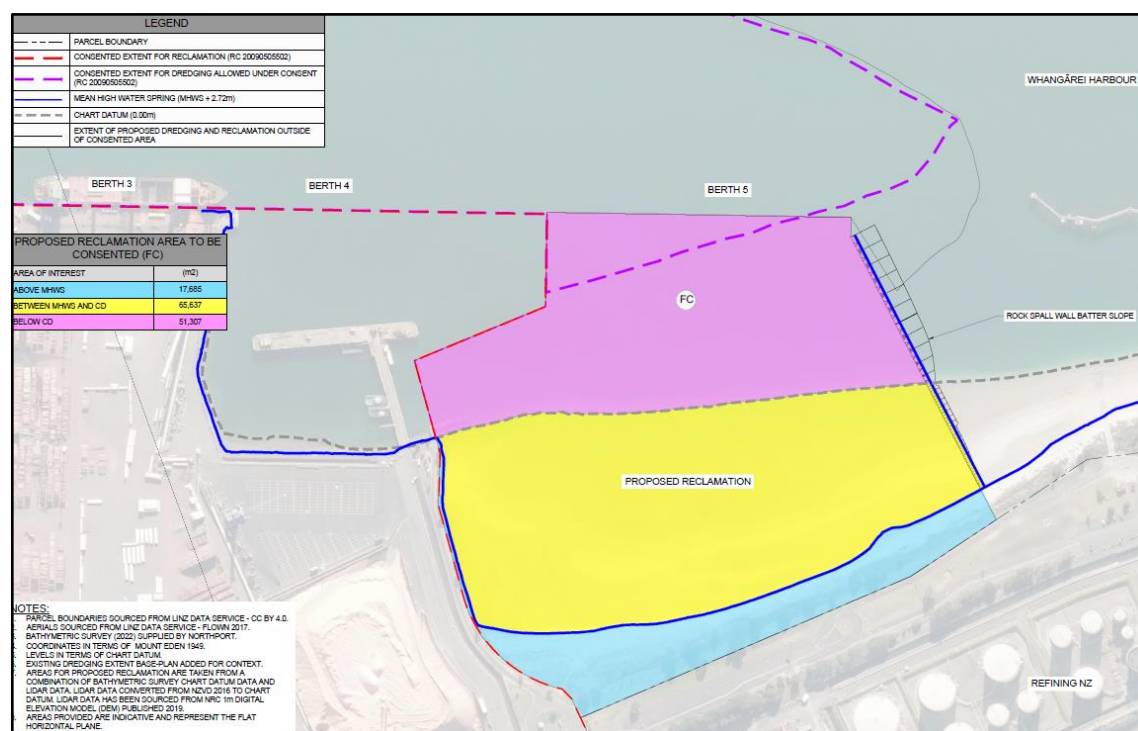 LEGEND
PARCEL BOUNDARY
CONSENTED EXTENT FOR RECLAMATION (RC 20090505502)
CONSENTED EXTENT FOR DREDGING ALLOWED UNDER CONSENT
(RC 20090505502)
MEAN HIGH WATER SPRING (MHWS + 2.72m)
CHART DATUM (0.00m)
EXTENT OF PROPOSED DREDGING AND RECLAMATION OUTSIDE
OF CONSENTED AREA
WHANGĀREI HARBOUR
BERTH 3
BERTH 4
BERTH 5
PROPOSED RECLAMATION AREA TO BE
CONSENTED (FC)
AREA OF INTEREST (m2)
ABOVE MHWS 17,685
BETWEEN MHWS AND CD 65,637
BELOW CD 51,307
FC
ROCK SPALL WALL BATTER SLOPE
PROPOSED RECLAMATION
REFINING NZ
NOTES:
PARCEL BOUNDARIES SOURCED FROM LINZ DATA SERVICE - CC BY 4.0.
AERIALS SOURCED FROM LINZ DATA SERVICE - FLOWN 2017.
BATHYMETRIC SURVEY (2022) SUPPLIED BY NORTHPORT.
COORDINATES IN TERMS OF MOUNT EDEN 1949.
LEVELS IN TERMS OF CHART DATUM.
EXISTING DREDGING EXTENT BASE-PLAN ADDED FOR CONTEXT.
AREAS FOR PROPOSED RECLAMATION ARE TAKEN FROM A
COMBINATION OF BATHYMETRIC SURVEY CHART DATUM DATA AND
LIDAR DATA. LIDAR DATA CONVERTED FROM NZVD 2016 TO CHART
DATUM. LIDAR DATA HAS BEEN SOURCED FROM NRC 1m DIGITAL
ELEVATION MODEL (DEM) PUBLISHED 2019.
AREAS PROVIDED ARE INDICATIVE AND REPRESENT THE FLAT
HORIZONTAL PLANE.